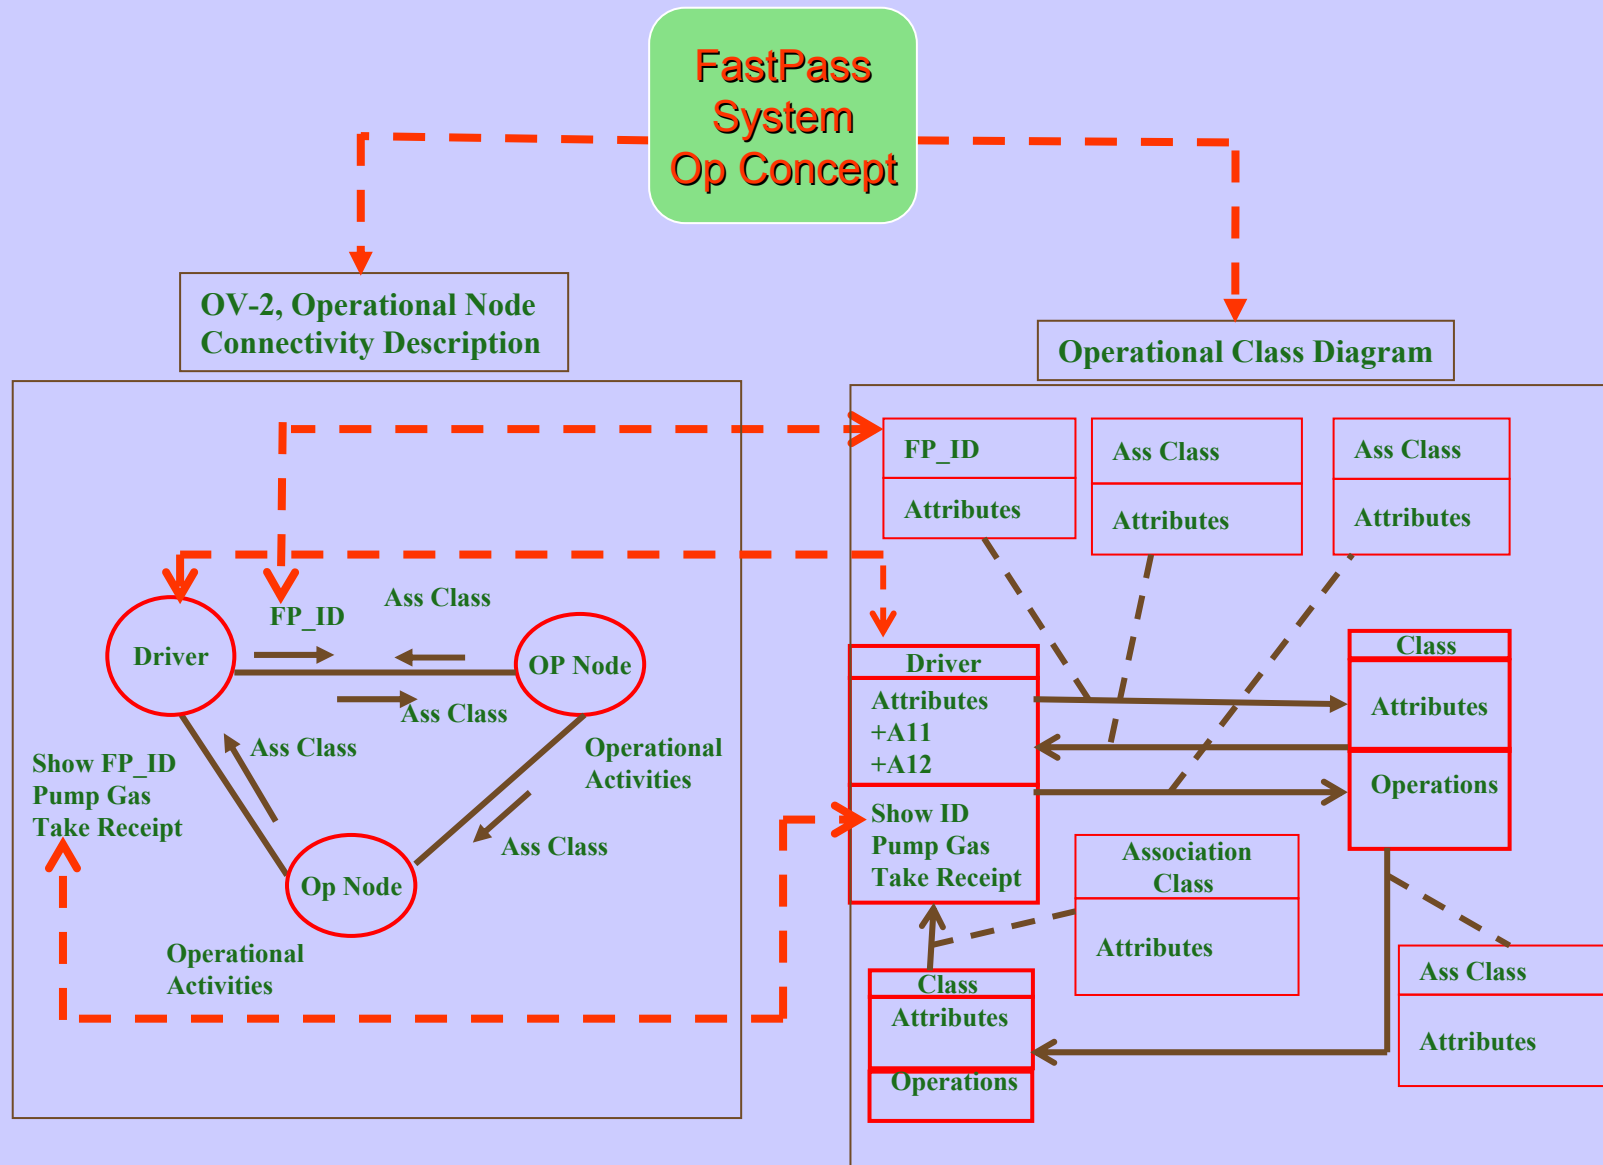 FastPass
System
Op Concept
OV-2, Operational Node
Connectivity Description
Operational Class Diagram
FP_ID
Ass Class
Driver
OP Node
Ass Class
Ass Class
Operational
Activities
Show FP_ID
Pump Gas
Take Receipt
Ass Class
Op Node
Operational
Activities
FP_ID
Attributes
Ass Class
Attributes
Ass Class
Attributes
Driver
Attributes
+A11
+A12
Show ID
Pump Gas
Take Receipt
Class
Attributes
Operations
Association
Class
Attributes
Class
Attributes
Operations
Ass Class
Attributes